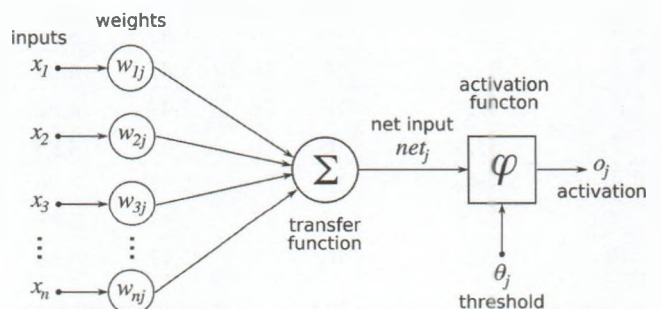 weights
inputs
x1 w1j
activation
functon
x2 w2j
net input
netj
Σ
φ
oj
activation
x3 w3j
transfer
function
⋮ ⋮
θj
xn wnj
threshold